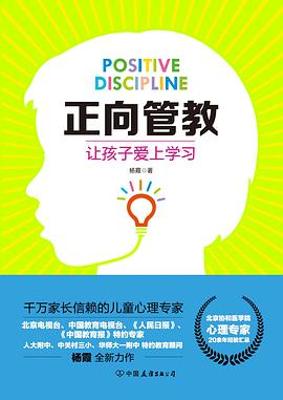 POSITIVE
DISCIPLINE
正向管教
让孩子爱上学习
杨霞 著
千万家长信赖的儿童心理专家
北京电视台、中国教育电视台、《人民日报》、
《中国教育报》特约专家
人大附中、中关村三小、华师大一附中 特约教育顾问
杨霞 全新力作
北京协和医学院
心理专家
20余年经验汇总
中国友谊出版公司